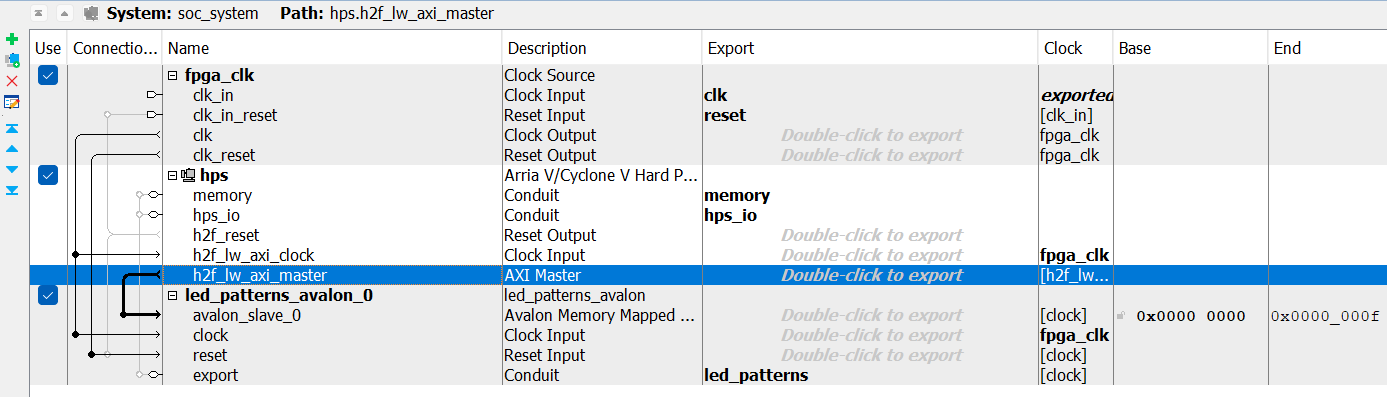 System: soc_system Path: hps.h2f_lw_axi_master
Use Connectio... Name Description Export Clock Base End
fpga_clk Clock Source
clk_in Clock Input clk exported
clk_in_reset Reset Input reset [clk_in]
clk Clock Output Double-click to export fpga_clk
clk_reset Reset Output Double-click to export fpga_clk
hps Arria V/Cyclone V Hard P...
memory Conduit memory
hps_io Conduit hps_io
h2f_reset Reset Output Double-click to export
h2f_lw_axi_clock Clock Input Double-click to export fpga_clk
h2f_lw_axi_master AXI Master Double-click to export [h2f_lw...
led_patterns_avalon_0 led_patterns_avalon
avalon_slave_0 Avalon Memory Mapped ... Double-click to export [clock] 0x0000 0000 0x0000_000f
clock Clock Input Double-click to export fpga_clk
reset Reset Input Double-click to export [clock]
export Conduit led_patterns [clock]